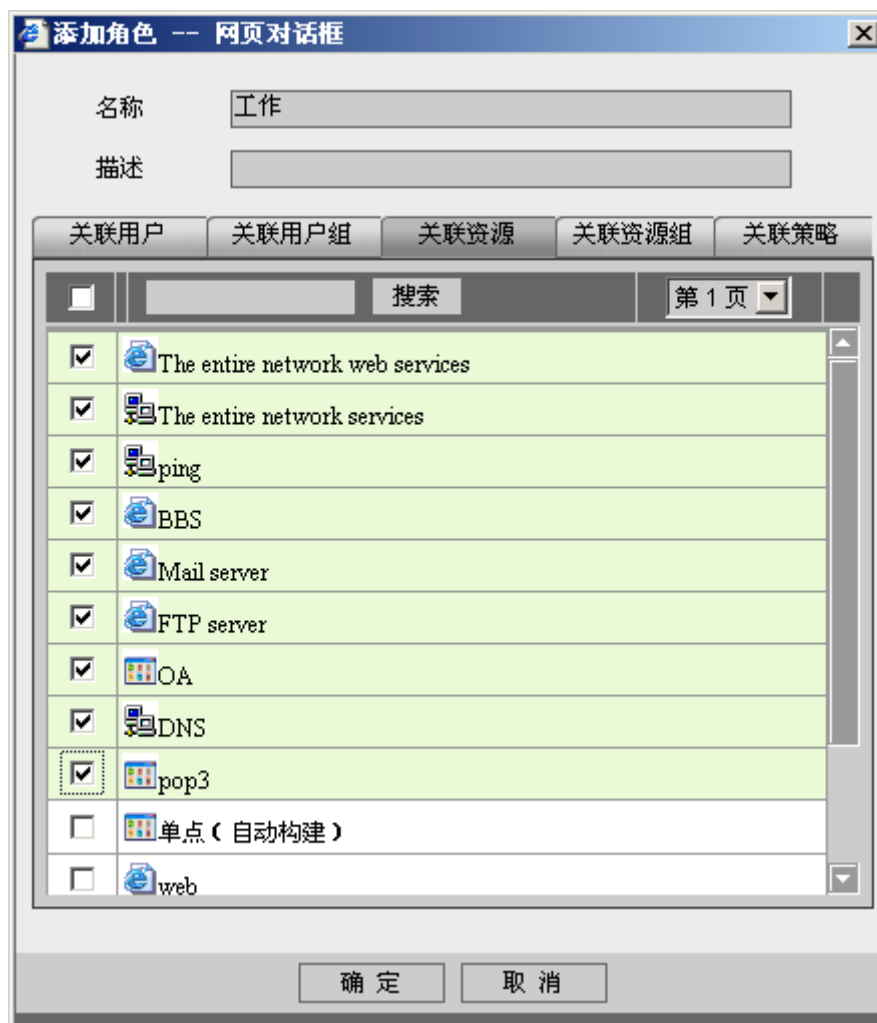 添加角色 -- 网页对话框
名称 工作
描述
关联用户 关联用户组 关联资源 关联资源组 关联策略
搜索 第 1 页
The entire network web services
The entire network services
ping
BBS
Mail server
FTP server
OA
DNS
pop3
单点（自动构建）
web
确 定 取 消